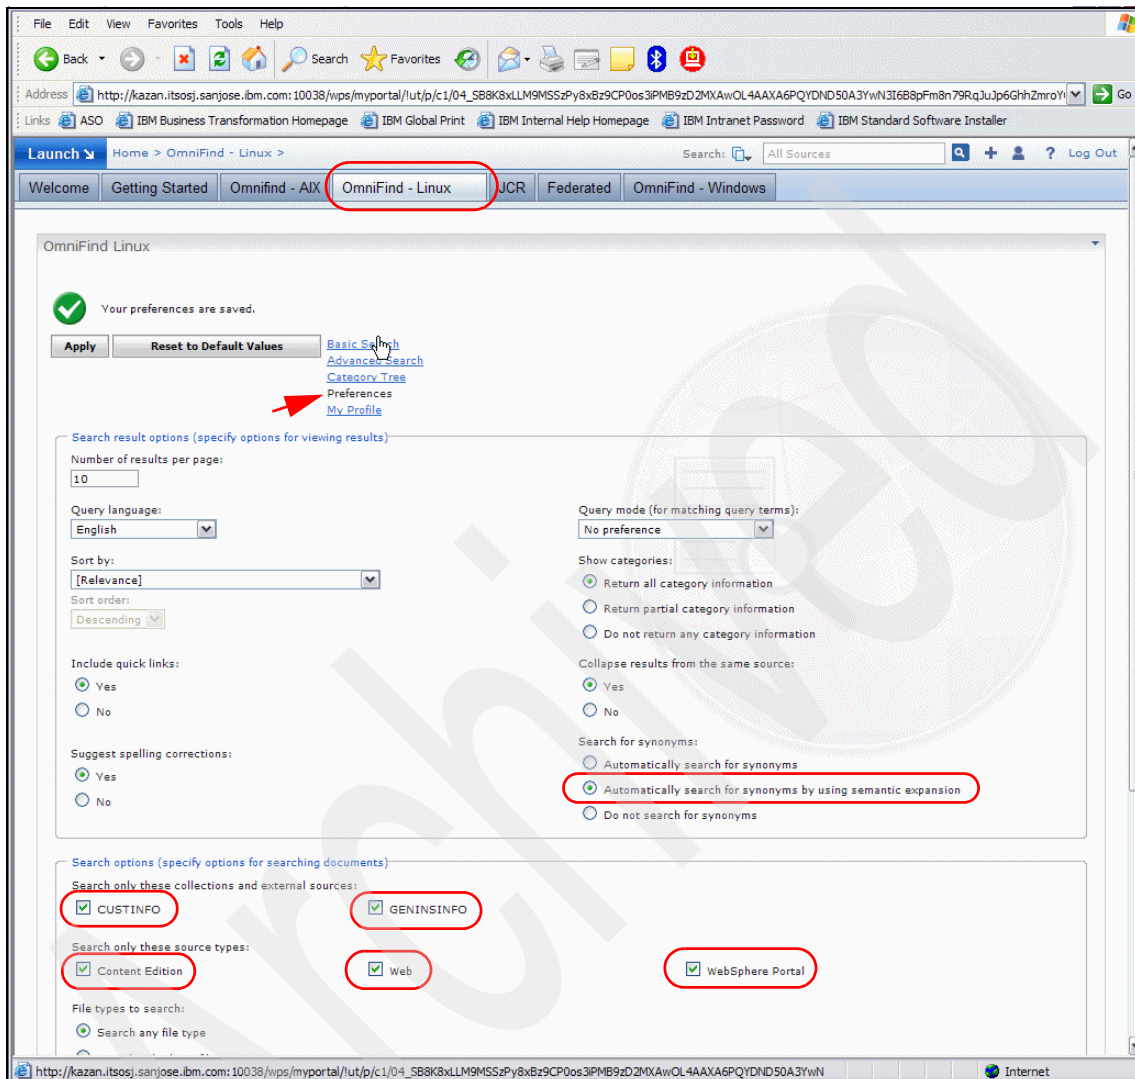 File Edit View Favorites Tools Help
Back Search Favorites
Address http://kazan.itsosj.sanjose.ibm.com:10038/wps/myportal/!ut/p/c1/04_SB8K8xLLM9MSSzPy8xBz9CP0os3iPMB9zD2MXAwOL4AAXA6PQYDND50A3YwN3I6B8pFm8n79RqJuJp6GhhZmroY Go
Links ASO IBM Business Transformation Homepage IBM Global Print IBM Internal Help Homepage IBM Intranet Password IBM Standard Software Installer
Launch Home > OmniFind - Linux > Search: All Sources ? Log Out
Welcome Getting Started Omnifind - AIX OmniFind - Linux JCR Federated OmniFind - Windows
OmniFind Linux
Your preferences are saved.
Apply Reset to Default Values Basic Search
Advanced Search
Category Tree
Preferences
My Profile
Search result options (specify options for viewing results)
Number of results per page:
10
Query language: Query mode (for matching query terms):
English No preference
Sort by: Show categories:
[Relevance] Return all category information
Sort order: Return partial category information
Descending Do not return any category information
Include quick links: Collapse results from the same source:
Yes Yes
No No
Search for synonyms:
Suggest spelling corrections: Automatically search for synonyms
Yes Automatically search for synonyms by using semantic expansion
No Do not search for synonyms
Search options (specify options for searching documents)
Search only these collections and external sources:
CUSTINFO GENINSINFO
Search only these source types:
Content Edition Web WebSphere Portal
File types to search:
Search any file type
http://kazan.itsosj.sanjose.ibm.com:10038/wps/myportal/!ut/p/c1/04_SB8K8xLLM9MSSzPy8xBz9CP0os3iPMB9zD2MXAwOL4AAXA6PQYDND50A3YwN Internet
Archived